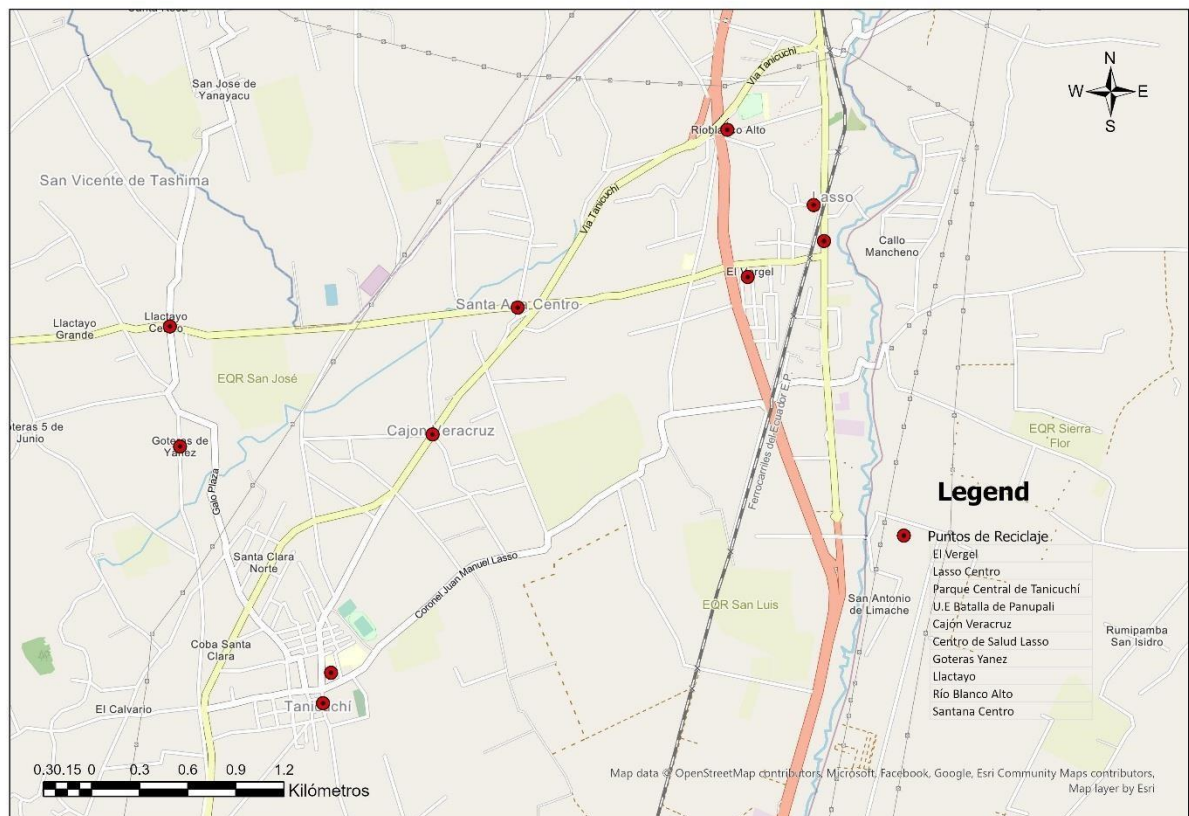 Santa Rosa
San Jose de
Yanayacu
San Vicente de Tashima
Vía Tanicuchí
Rioblanco Alto
N
W
E
S
Lasso
Callo
Mancheno
El Vergel
Vía Tanicuchí
Santa Ana Centro
Llactayo
Grande
Llactayo
Centro
EQR San José
Cajon Veracruz
oteras 5 de
Junio
Goteras de
Yanez
Galo Plaza
Ferrocarriles del Ecuador E.P.
EQR Sierra
Flor
Santa Clara
Norte
Coronel Juan Manuel Lasso
EQR San Luis
San Antonio
de Limache
Rumipamba
San Isidro
Coba Santa
Clara
El Calvario
Tanicuchí
Legend
Puntos de Reciclaje
El Vergel
Lasso Centro
Parque Central de Tanicuchí
U.E Batalla de Panupali
Cajón Veracruz
Centro de Salud Lasso
Goteras Yanez
Llactayo
Río Blanco Alto
Santana Centro
0.30.15 0 0.3 0.6 0.9 1.2
Kilómetros
Map data © OpenStreetMap contributors, Microsoft, Facebook, Google, Esri Community Maps contributors,
Map layer by Esri